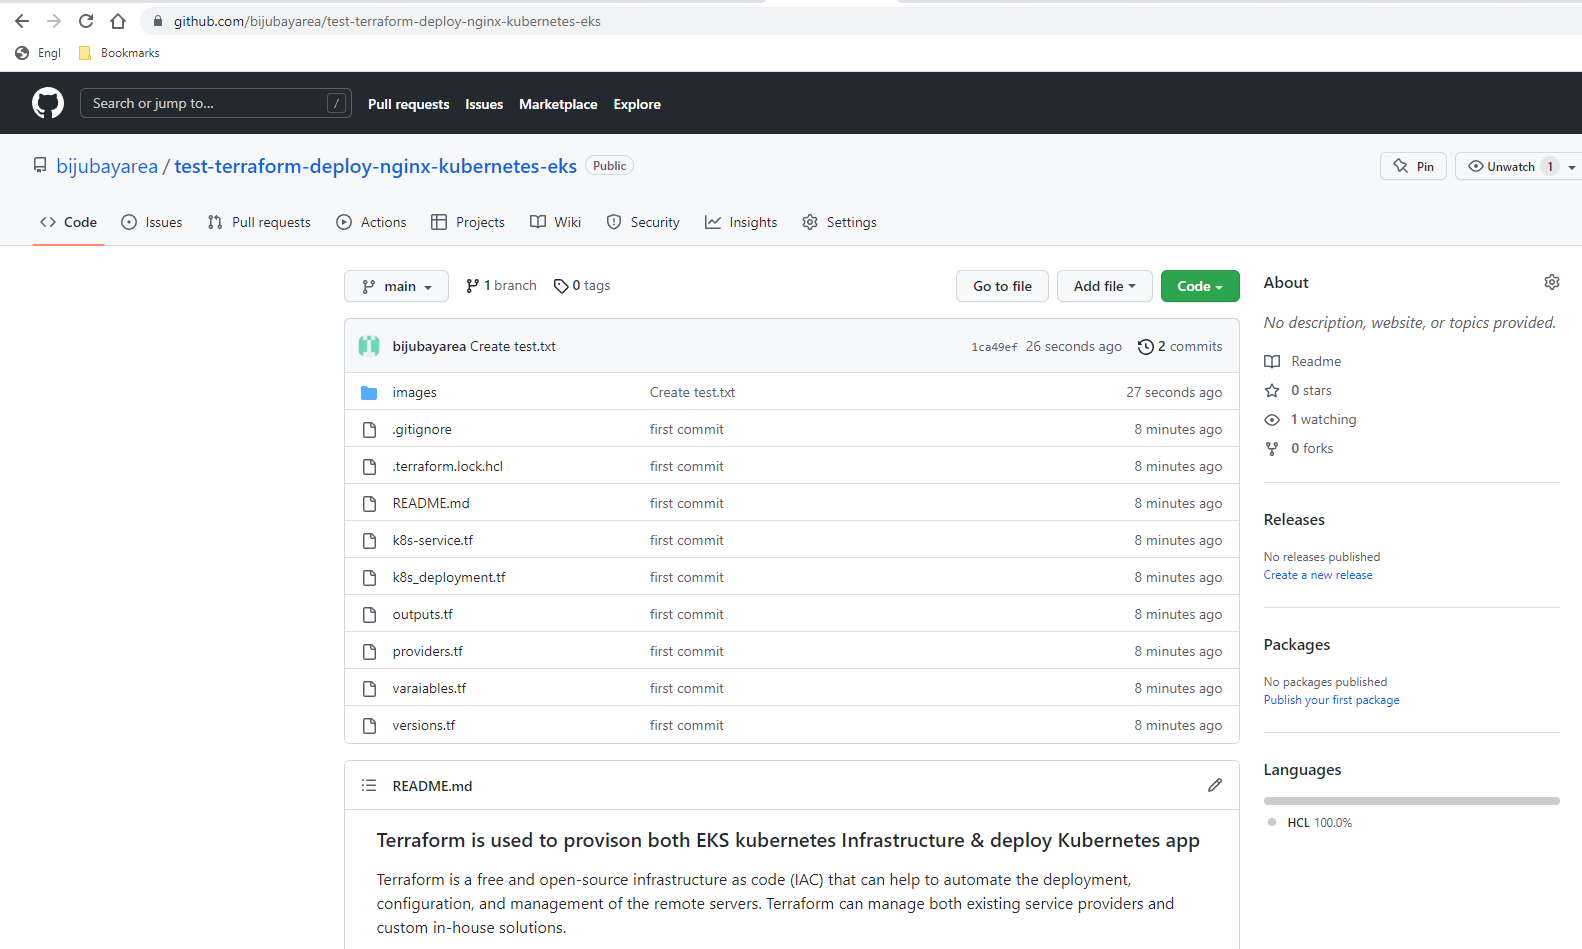 github.com/bijubayarea/test-terraform-deploy-nginx-kubernetes-eks
Engl Bookmarks
Search or jump to... / Pull requests Issues Marketplace Explore
bijubayarea / test-terraform-deploy-nginx-kubernetes-eks Public Pin Unwatch 1
Code Issues Pull requests Actions Projects Wiki Security Insights Settings
main 1 branch 0 tags Go to file Add file Code
bijubayarea Create test.txt 1ca49ef 26 seconds ago 2 commits
images Create test.txt 27 seconds ago
.gitignore first commit 8 minutes ago
.terraform.lock.hcl first commit 8 minutes ago
README.md first commit 8 minutes ago
k8s-service.tf first commit 8 minutes ago
k8s_deployment.tf first commit 8 minutes ago
outputs.tf first commit 8 minutes ago
providers.tf first commit 8 minutes ago
varaiables.tf first commit 8 minutes ago
versions.tf first commit 8 minutes ago
README.md
Terraform is used to provison both EKS kubernetes Infrastructure & deploy Kubernetes app
Terraform is a free and open-source infrastructure as code (IAC) that can help to automate the deployment,
configuration, and management of the remote servers. Terraform can manage both existing service providers and
custom in-house solutions.
About
No description, website, or topics provided.
Readme
0 stars
1 watching
0 forks
Releases
No releases published
Create a new release
Packages
No packages published
Publish your first package
Languages
HCL 100.0%